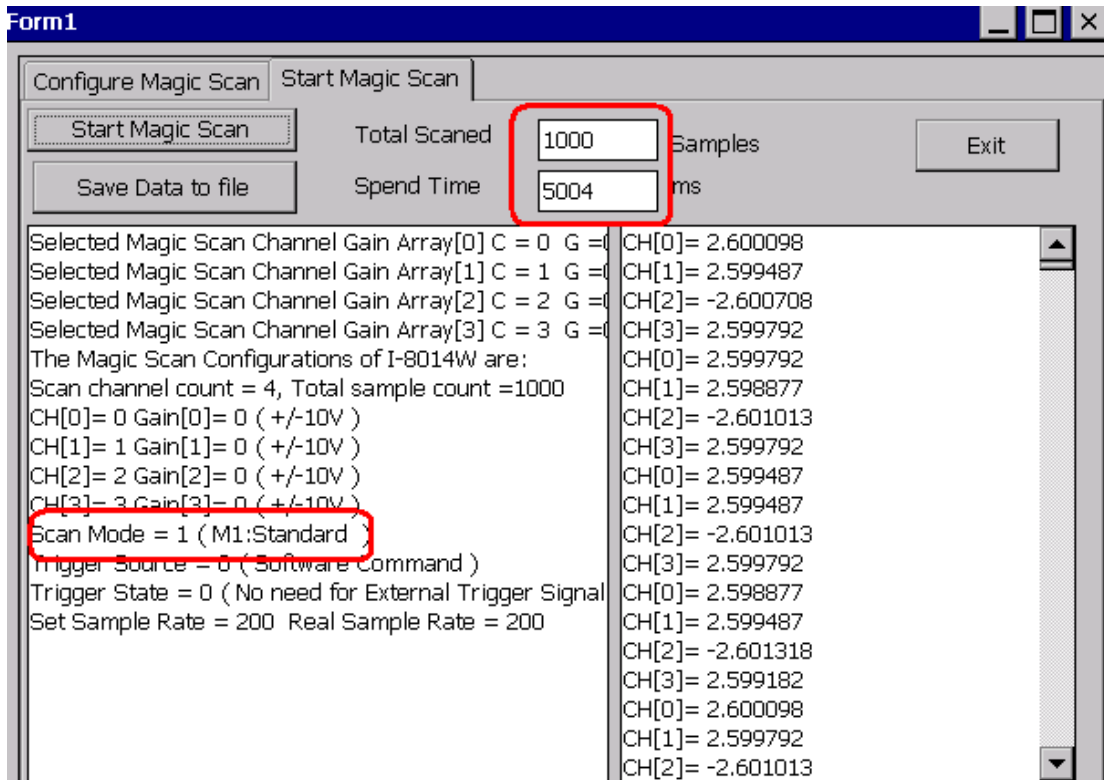 Form1
Configure Magic Scan
Start Magic Scan
Start Magic Scan
Total Scaned
1000
Samples
Exit
Save Data to file
Spend Time
5004
ms
Selected Magic Scan Channel Gain Array[0] C = 0 G =
Selected Magic Scan Channel Gain Array[1] C = 1 G =
Selected Magic Scan Channel Gain Array[2] C = 2 G =
Selected Magic Scan Channel Gain Array[3] C = 3 G =
The Magic Scan Configurations of I-8014W are:
Scan channel count = 4, Total sample count =1000
CH[0]= 0 Gain[0]= 0 ( +/-10V )
CH[1]= 1 Gain[1]= 0 ( +/-10V )
CH[2]= 2 Gain[2]= 0 ( +/-10V )
CH[3]= 3 Gain[3]= 0 ( +/-10V )
Scan Mode = 1 ( M1:Standard )
Trigger Source = 0 ( Software Command )
Trigger State = 0 ( No need for External Trigger Signal
Set Sample Rate = 200 Real Sample Rate = 200
CH[0]= 2.600098
CH[1]= 2.599487
CH[2]= -2.600708
CH[3]= 2.599792
CH[0]= 2.599792
CH[1]= 2.598877
CH[2]= -2.601013
CH[3]= 2.599792
CH[0]= 2.599487
CH[1]= 2.599487
CH[2]= -2.601013
CH[3]= 2.599792
CH[0]= 2.598877
CH[1]= 2.599487
CH[2]= -2.601318
CH[3]= 2.599182
CH[0]= 2.600098
CH[1]= 2.599792
CH[2]= -2.601013